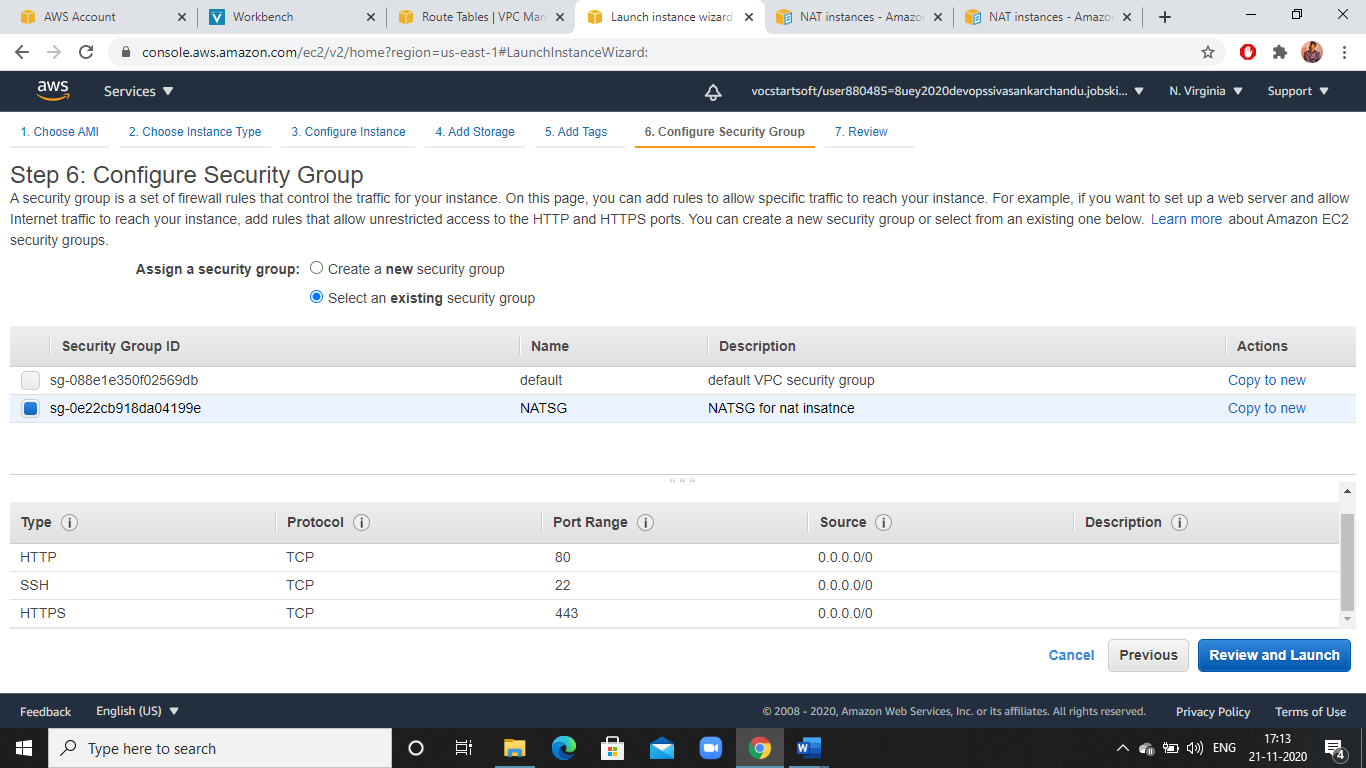 AWS Account
Workbench
Route Tables | VPC Man
Launch instance wizard
NAT instances - Amazo
NAT instances - Amazo
console.aws.amazon.com/ec2/v2/home?region=us-east-1#LaunchInstanceWizard:
aws
Services
vocstartsoft/user880485=8uey2020devopssivasankarchandu.jobski...
N. Virginia
Support
1. Choose AMI
2. Choose Instance Type
3. Configure Instance
4. Add Storage
5. Add Tags
6. Configure Security Group
7. Review
Step 6: Configure Security Group
A security group is a set of firewall rules that control the traffic for your instance. On this page, you can add rules to allow specific traffic to reach your instance. For example, if you want to set up a web server and allow
Internet traffic to reach your instance, add rules that allow unrestricted access to the HTTP and HTTPS ports. You can create a new security group or select from an existing one below. Learn more about Amazon EC2
security groups.
Assign a security group: Create a new security group
Select an existing security group
Security Group ID Name Description Actions
sg-088e1e350f02569db default default VPC security group Copy to new
sg-0e22cb918da04199e NATSG NATSG for nat insatnce Copy to new
Type Protocol Port Range Source Description
HTTP TCP 80 0.0.0.0/0
SSH TCP 22 0.0.0.0/0
HTTPS TCP 443 0.0.0.0/0
Cancel Previous Review and Launch
Feedback English (US) © 2008 - 2020, Amazon Web Services, Inc. or its affiliates. All rights reserved. Privacy Policy Terms of Use
Type here to search
ENG
17:13
21-11-2020
4